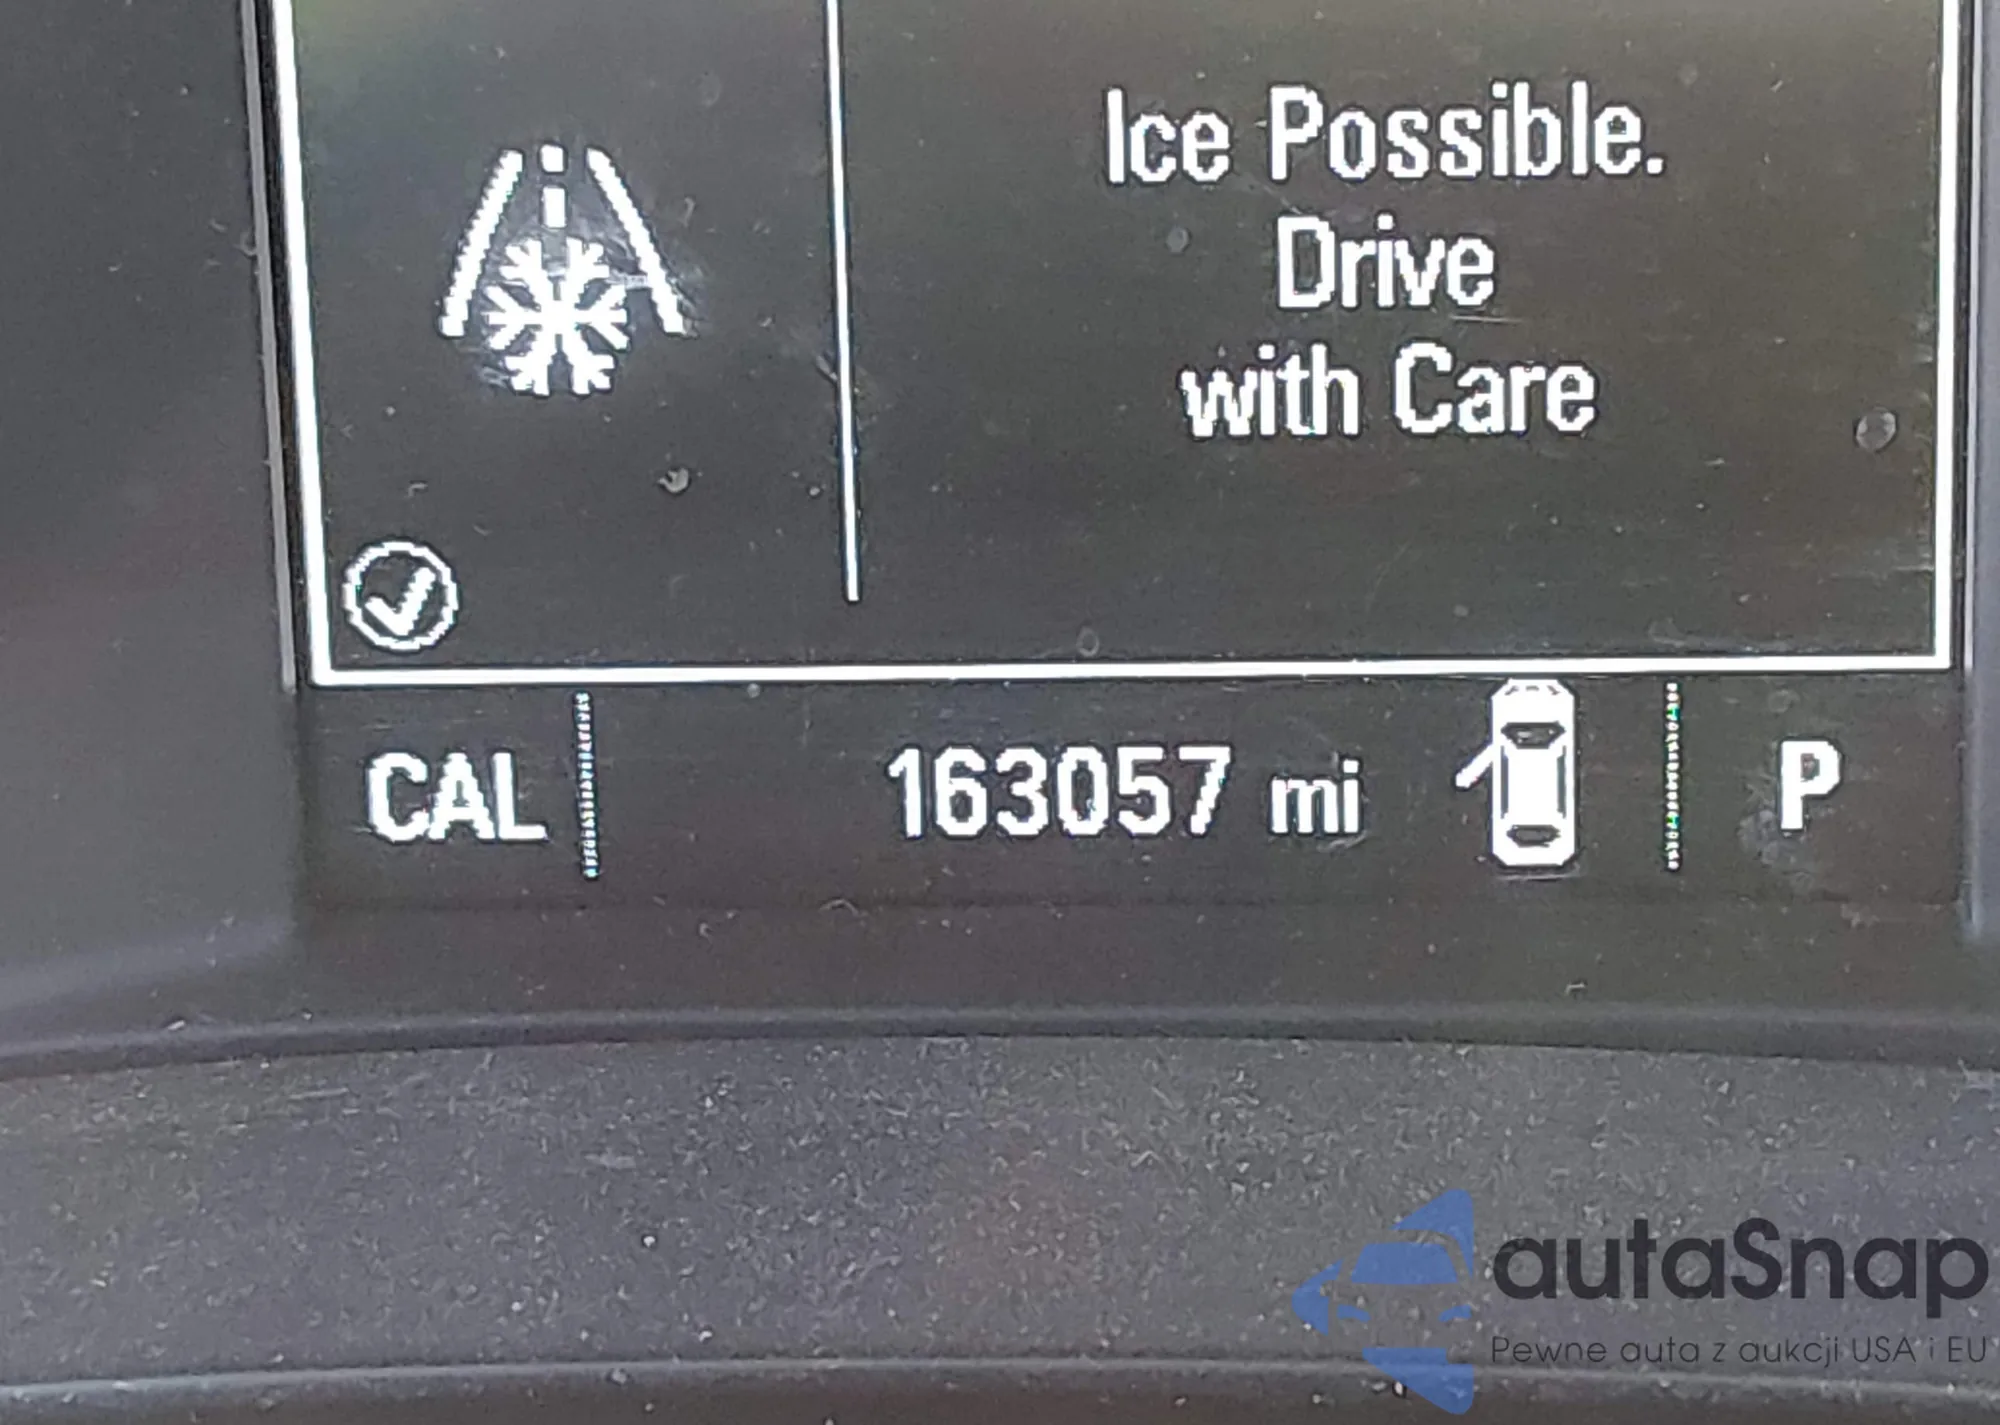 Ice Possible.
Drive
with Care
CAL
163057 mi
P
autaSnap
Pewne auta z aukcji USA i EU